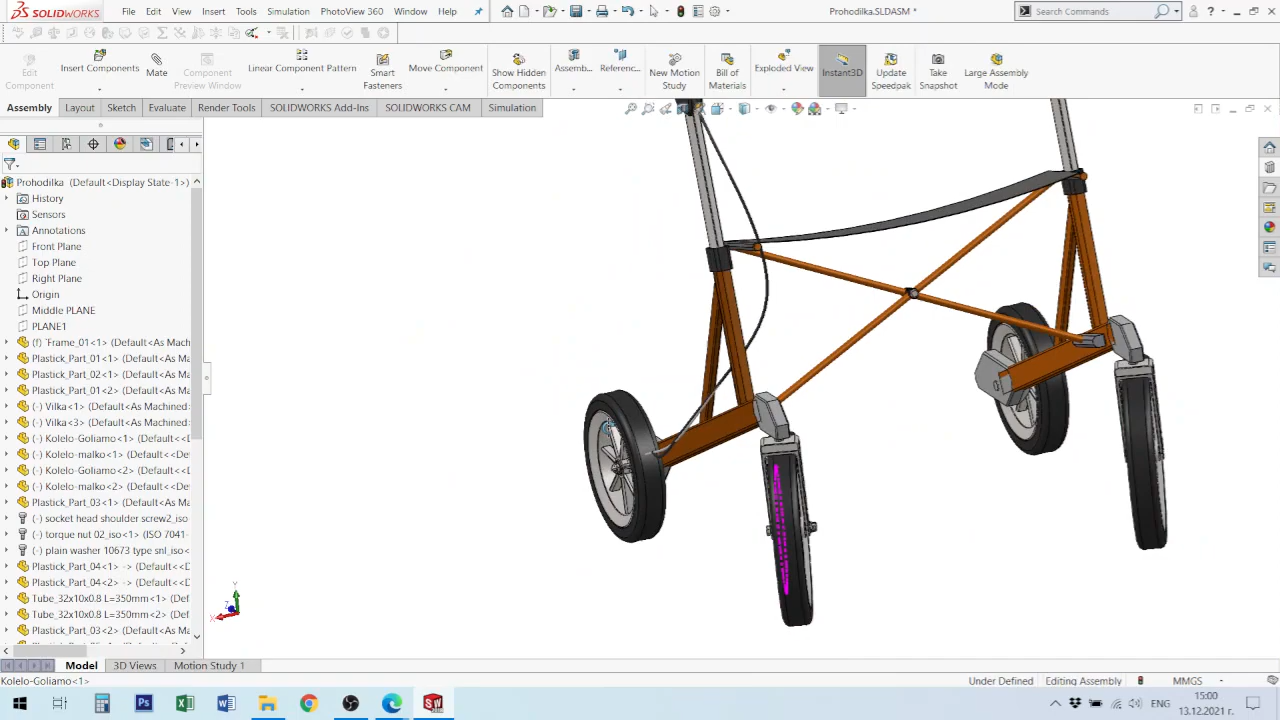 SOLIDWORKS File Edit View Insert Tools Simulation PhotoView 360 Window Help Prohodilka.SLDASM * Search Commands
Edit Component
Insert Components
Mate
Component Preview Window
Linear Component Pattern
Smart Fasteners
Move Component
Show Hidden Components
Assemb...
Referenc...
New Motion Study
Bill of Materials
Exploded View
Instant3D
Update Speedpak
Take Snapshot
Large Assembly Mode
Assembly Layout Sketch Evaluate Render Tools SOLIDWORKS Add-Ins SOLIDWORKS CAM Simulation
Prohodilka (Default<Display State-1>)
History
Sensors
Annotations
Front Plane
Top Plane
Right Plane
Origin
Middle PLANE
PLANE1
(f) Frame_01<1> (Default<As Mach
Plastick_Part_01<1> (Default<As Ma
Plastick_Part_02<1> (Default<As Ma
Plastick_Part_01<2> (Default<As Ma
(-) Vilka<1> (Default<As Machined
(-) Vilka<3> (Default<As Machined
(-) Kolelo-Goliamo<1> (Default<<
(-) Kolelo-malko<1> (Default<<De
(-) Kolelo-Goliamo<2> (Default<<
(-) Kolelo-malko<2> (Default<<De
Plastick_Part_03<1> (Default<As Ma
(-) socket head shoulder screw2_iso
(-) torque nut 02_iso<1> (ISO 7041-
(-) plain washer 10673 type snl_iso<
Plastick_Part_04<1> -> (Default<<D
Plastick_Part_04<2> -> (Default<<D
Tube_32x10x0.8 L=350mm<1> (Def
Tube_32x10x0.8 L=350mm<2> (Def
Plastick_Part_03<2> (Default<As Ma
Y
X
Z
Model 3D Views Motion Study 1
Kolelo-Goliamo<1> Under Defined Editing Assembly MMGS
ENG
15:00
13.12.2021 г.